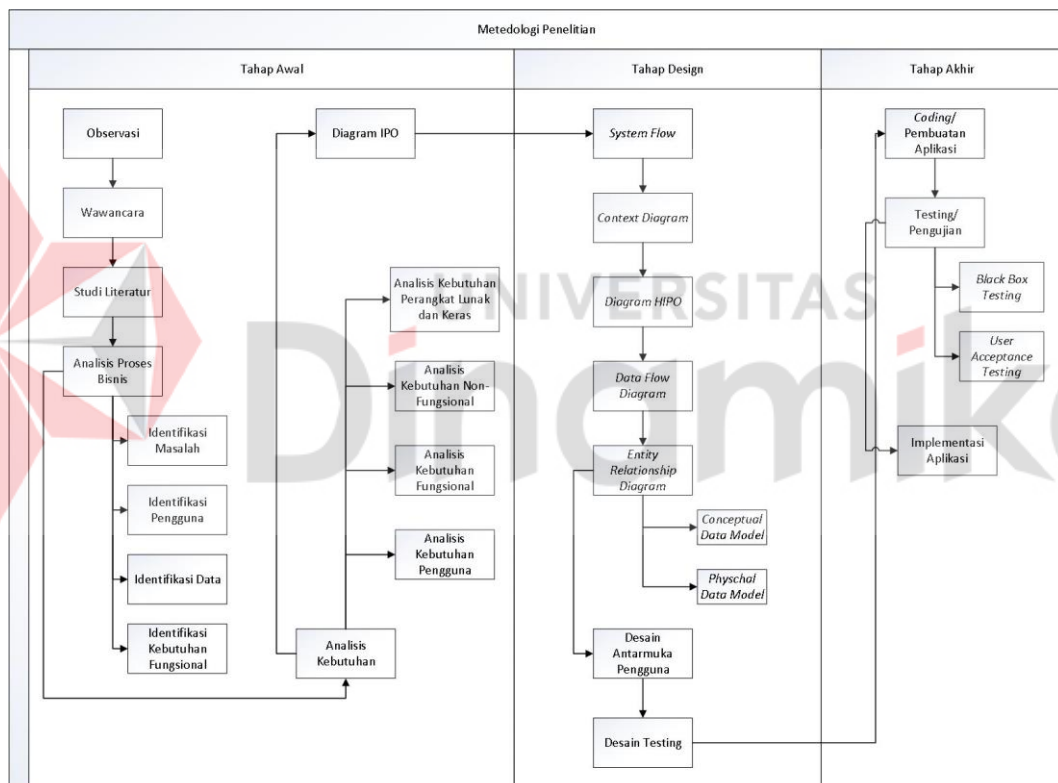 Metedologi Penelitian
Tahap Awal
Tahap Design
Tahap Akhir
Observasi
Wawancara
Studi Literatur
Analisis Proses
Bisnis
Identifikasi
Masalah
Identifikasi
Pengguna
Identifikasi Data
Identifikasi
Kebutuhan
Fungsional
Diagram IPO
Analisis Kebutuhan
Perangkat Lunak
dan Keras
Analisis
Kebutuhan Non-
Fungsional
Analisis
Kebutuhan
Fungsional
Analisis
Kebutuhan
Pengguna
Analisis
Kebutuhan
System Flow
Context Diagram
Diagram HIPO
Data Flow
Diagram
Entity
Relationship
Diagram
Conceptual
Data Model
Physchal
Data Model
Desain
Antarmuka
Pengguna
Desain Testing
Coding/
Pembuatan
Aplikasi
Testing/
Pengujian
Black Box
Testing
User
Acceptance
Testing
Implementasi
Aplikasi
UNIVERSITAS
Dinamika